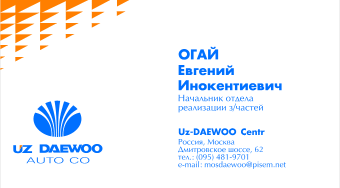 ОГАЙ
Евгений
Инокентиевич
Начальник отдела
реализации з/частей
Uz-DAEWOO Centr
Россия, Москва
Дмитровское шоссе, 62
тел.: (095) 481-9701
e-mail: mosdaewoo@pisem.net
UZ DAEWOO
AUTO CO